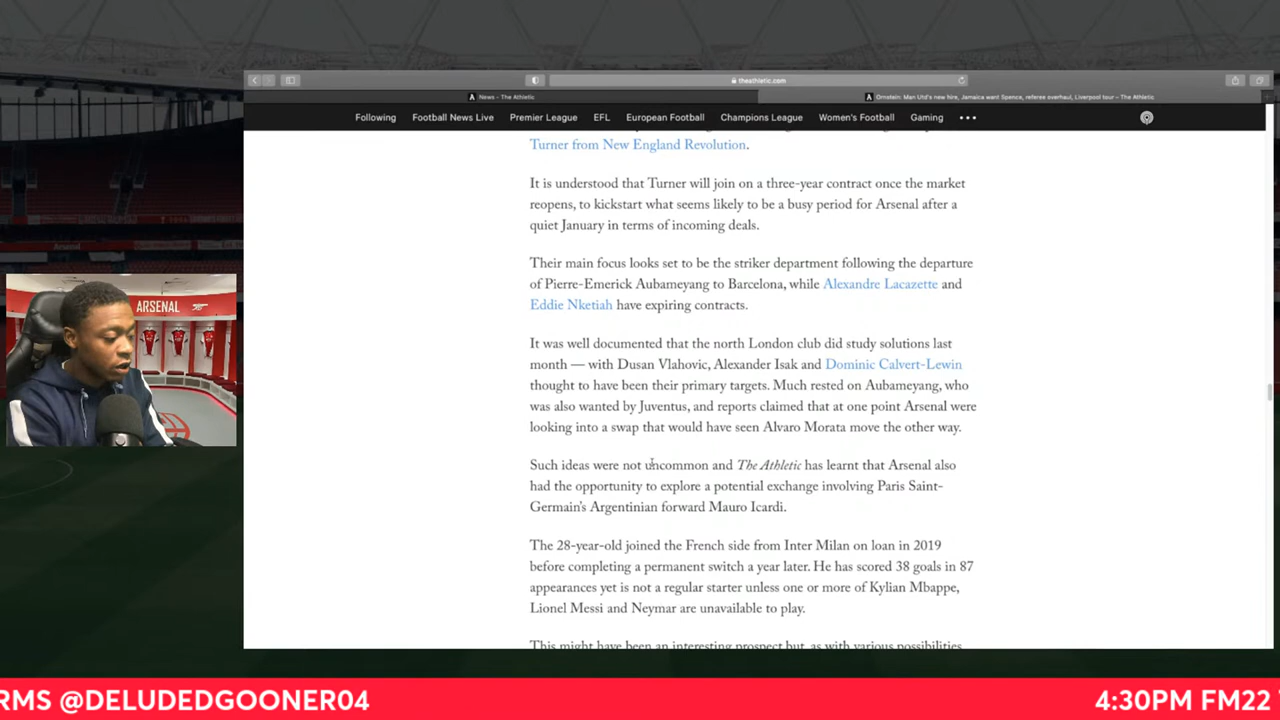 theathletic.com
News - The Athletic
Ornstein: Man Utd's new hire, Jamaica want Spence, referee overhaul, Liverpool tour – The Athletic
Following Football News Live Premier League EFL European Football Champions League Women's Football Gaming
Turner from New England Revolution.
It is understood that Turner will join on a three-year contract once the market
reopens, to kickstart what seems likely to be a busy period for Arsenal after a
quiet January in terms of incoming deals.
Their main focus looks set to be the striker department following the departure
of Pierre-Emerick Aubameyang to Barcelona, while Alexandre Lacazette and
Eddie Nketiah have expiring contracts.
It was well documented that the north London club did study solutions last
month — with Dusan Vlahovic, Alexander Isak and Dominic Calvert-Lewin
thought to have been their primary targets. Much rested on Aubameyang, who
was also wanted by Juventus, and reports claimed that at one point Arsenal were
looking into a swap that would have seen Alvaro Morata move the other way.
Such ideas were not uncommon and The Athletic has learnt that Arsenal also
had the opportunity to explore a potential exchange involving Paris Saint-
Germain's Argentinian forward Mauro Icardi.
The 28-year-old joined the French side from Inter Milan on loan in 2019
before completing a permanent switch a year later. He has scored 38 goals in 87
appearances yet is not a regular starter unless one or more of Kylian Mbappe,
Lionel Messi and Neymar are unavailable to play.
This might have been an interesting prospect but, as with various possibilities
ARSENAL
RMS @DELUDEDGOONER04 4:30PM FM22